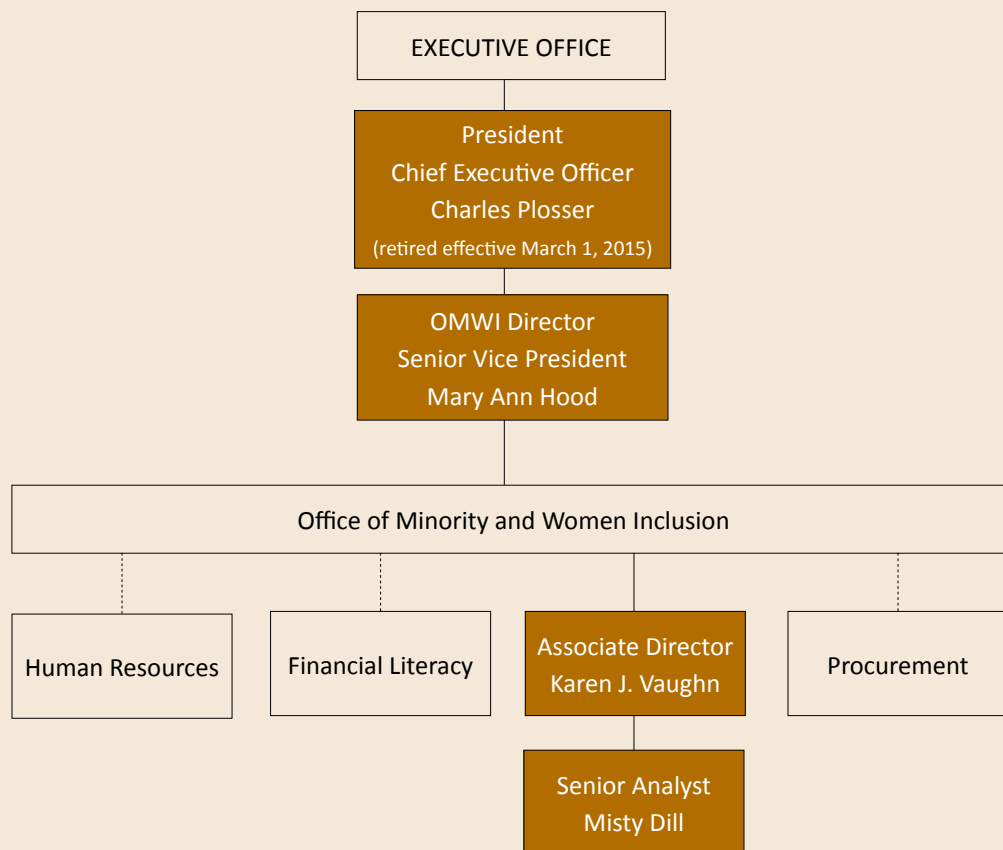 EXECUTIVE OFFICE
President
Chief Executive Officer
Charles Plosser
(retired effective March 1, 2015)
OMWI Director
Senior Vice President
Mary Ann Hood
Office of Minority and Women Inclusion
Human Resources
Financial Literacy
Associate Director
Karen J. Vaughn
Procurement
Senior Analyst
Misty Dill